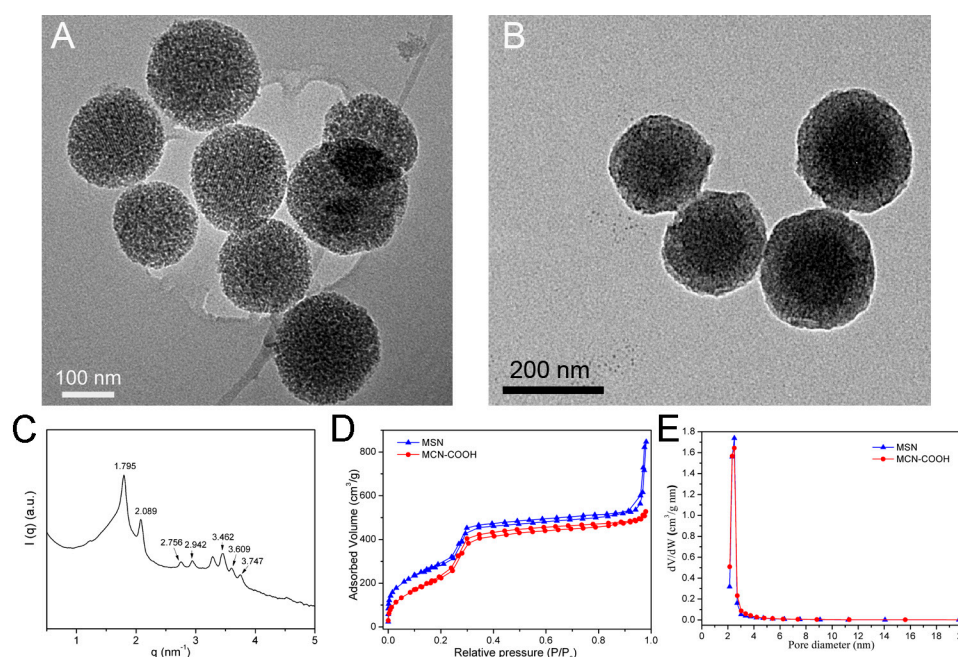 A
100 nm
B
200 nm
C
I (q) (a.u.)
1.795
2.089
2.756
2.942
3.462
3.609
3.747
1 2 3 4 5
q (nm⁻¹)
D
MSN
MCN-COOH
Adsorbed Volume (cm³/g)
800
600
400
200
0
0.0 0.2 0.4 0.6 0.8 1.0
Relative pressure (P/P
E
MSN
MCN-COOH
dV/dW (cm³/g nm)
1.8
1.6
1.4
1.2
1.0
0.8
0.6
0.4
0.2
0.0
0 2 4 6 8 10 12 14 16 18 20
Pore diameter (nm)